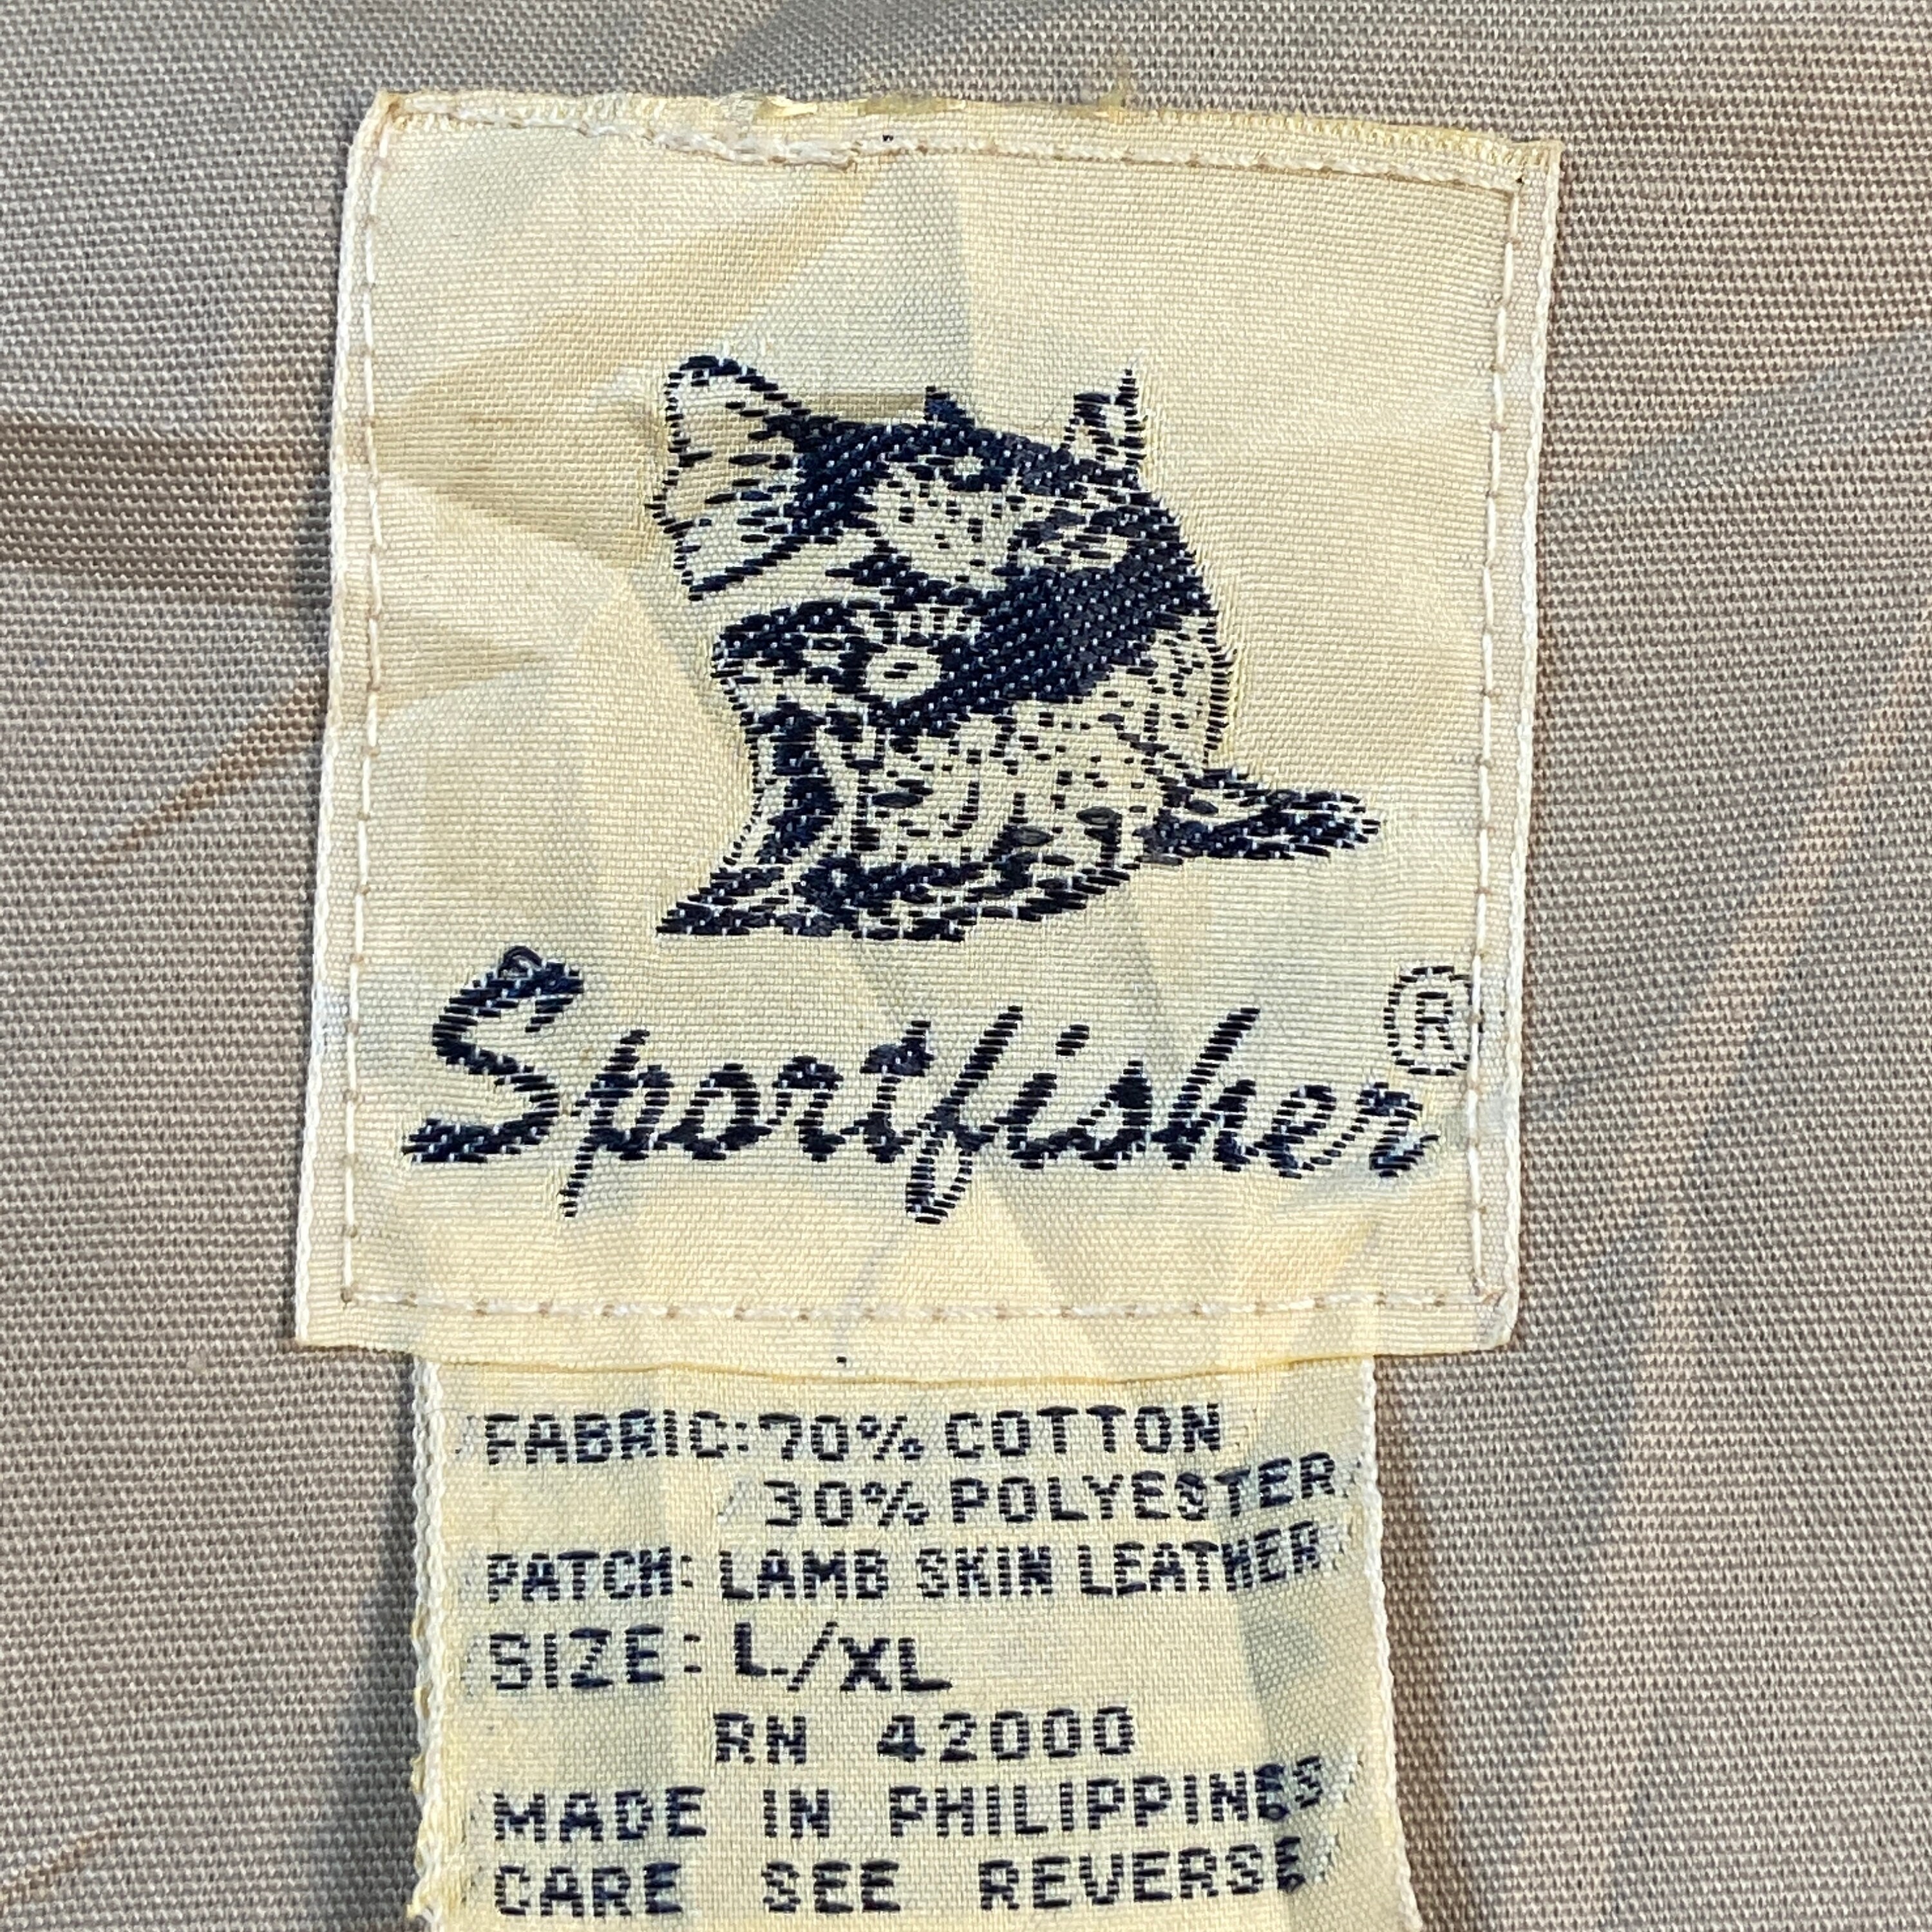 Sportfisher®
FABRIC: 70% COTTON
30% POLYESTER
PATCH: LAMB SKIN LEATHER
SIZE: L/XL
RN 42000
MADE IN PHILIPPINES
CARE SEE REVERSE